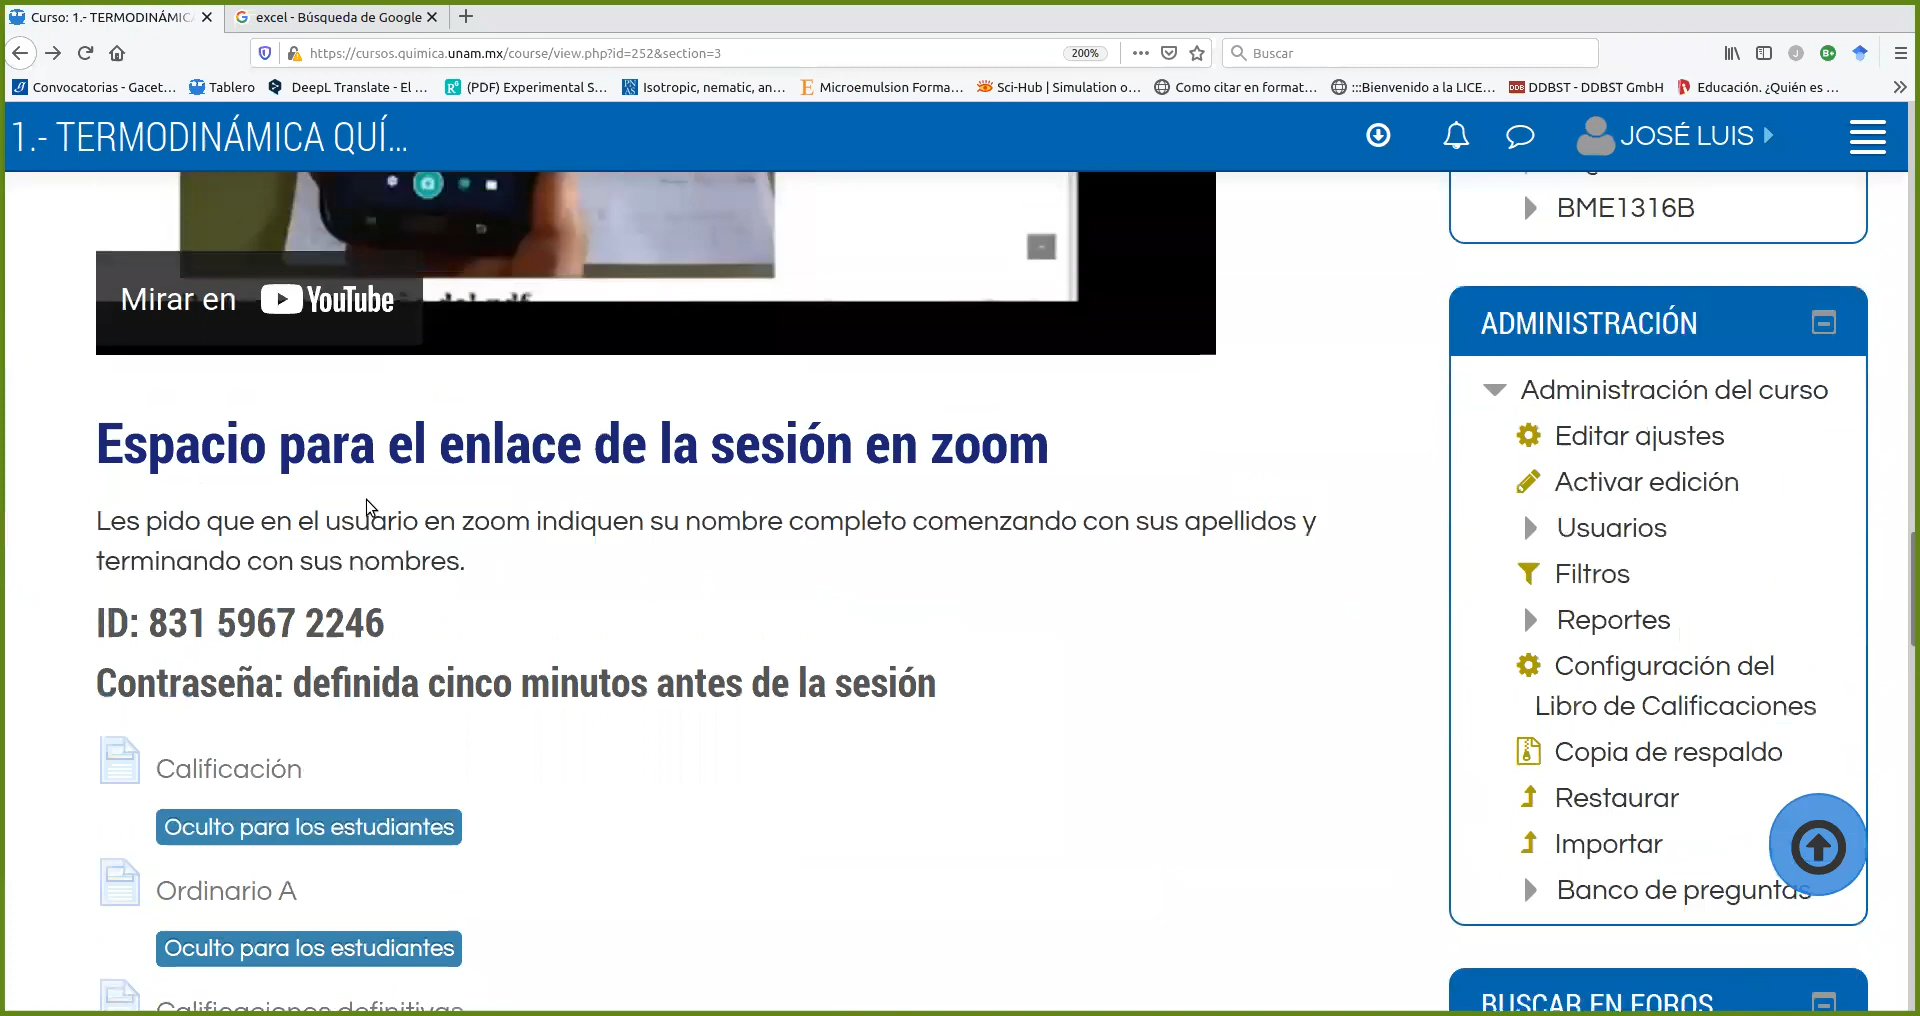 Curso: 1.- TERMODINÁMIC
excel - Búsqueda de Google
https://cursos.quimica.unam.mx/course/view.php?id=252&section=3
200%
Buscar
Convocatorias - Gacet...
Tablero
DeepL Translate - El ...
(PDF) Experimental S...
Isotropic, nematic, an...
Microemulsion Forma...
Sci-Hub | Simulation o...
Como citar en format...
:::Bienvenido a la LICE...
DDBST - DDBST GmbH
Educación. ¿Quién es ...
1.- TERMODINÁMICA QUÍ...
JOSÉ LUIS
BME1316B
Mirar en YouTube
ADMINISTRACIÓN
Administración del curso
Editar ajustes
Activar edición
Usuarios
Filtros
Reportes
Configuración del
Libro de Calificaciones
Copia de respaldo
Restaurar
Importar
Banco de preguntas
BUSCAR EN FOROS
Espacio para el enlace de la sesión en zoom
Les pido que en el usuario en zoom indiquen su nombre completo comenzando con sus apellidos y
terminando con sus nombres.
ID: 831 5967 2246
Contraseña: definida cinco minutos antes de la sesión
Calificación
Oculto para los estudiantes
Ordinario A
Oculto para los estudiantes
Calificaciones definitivas